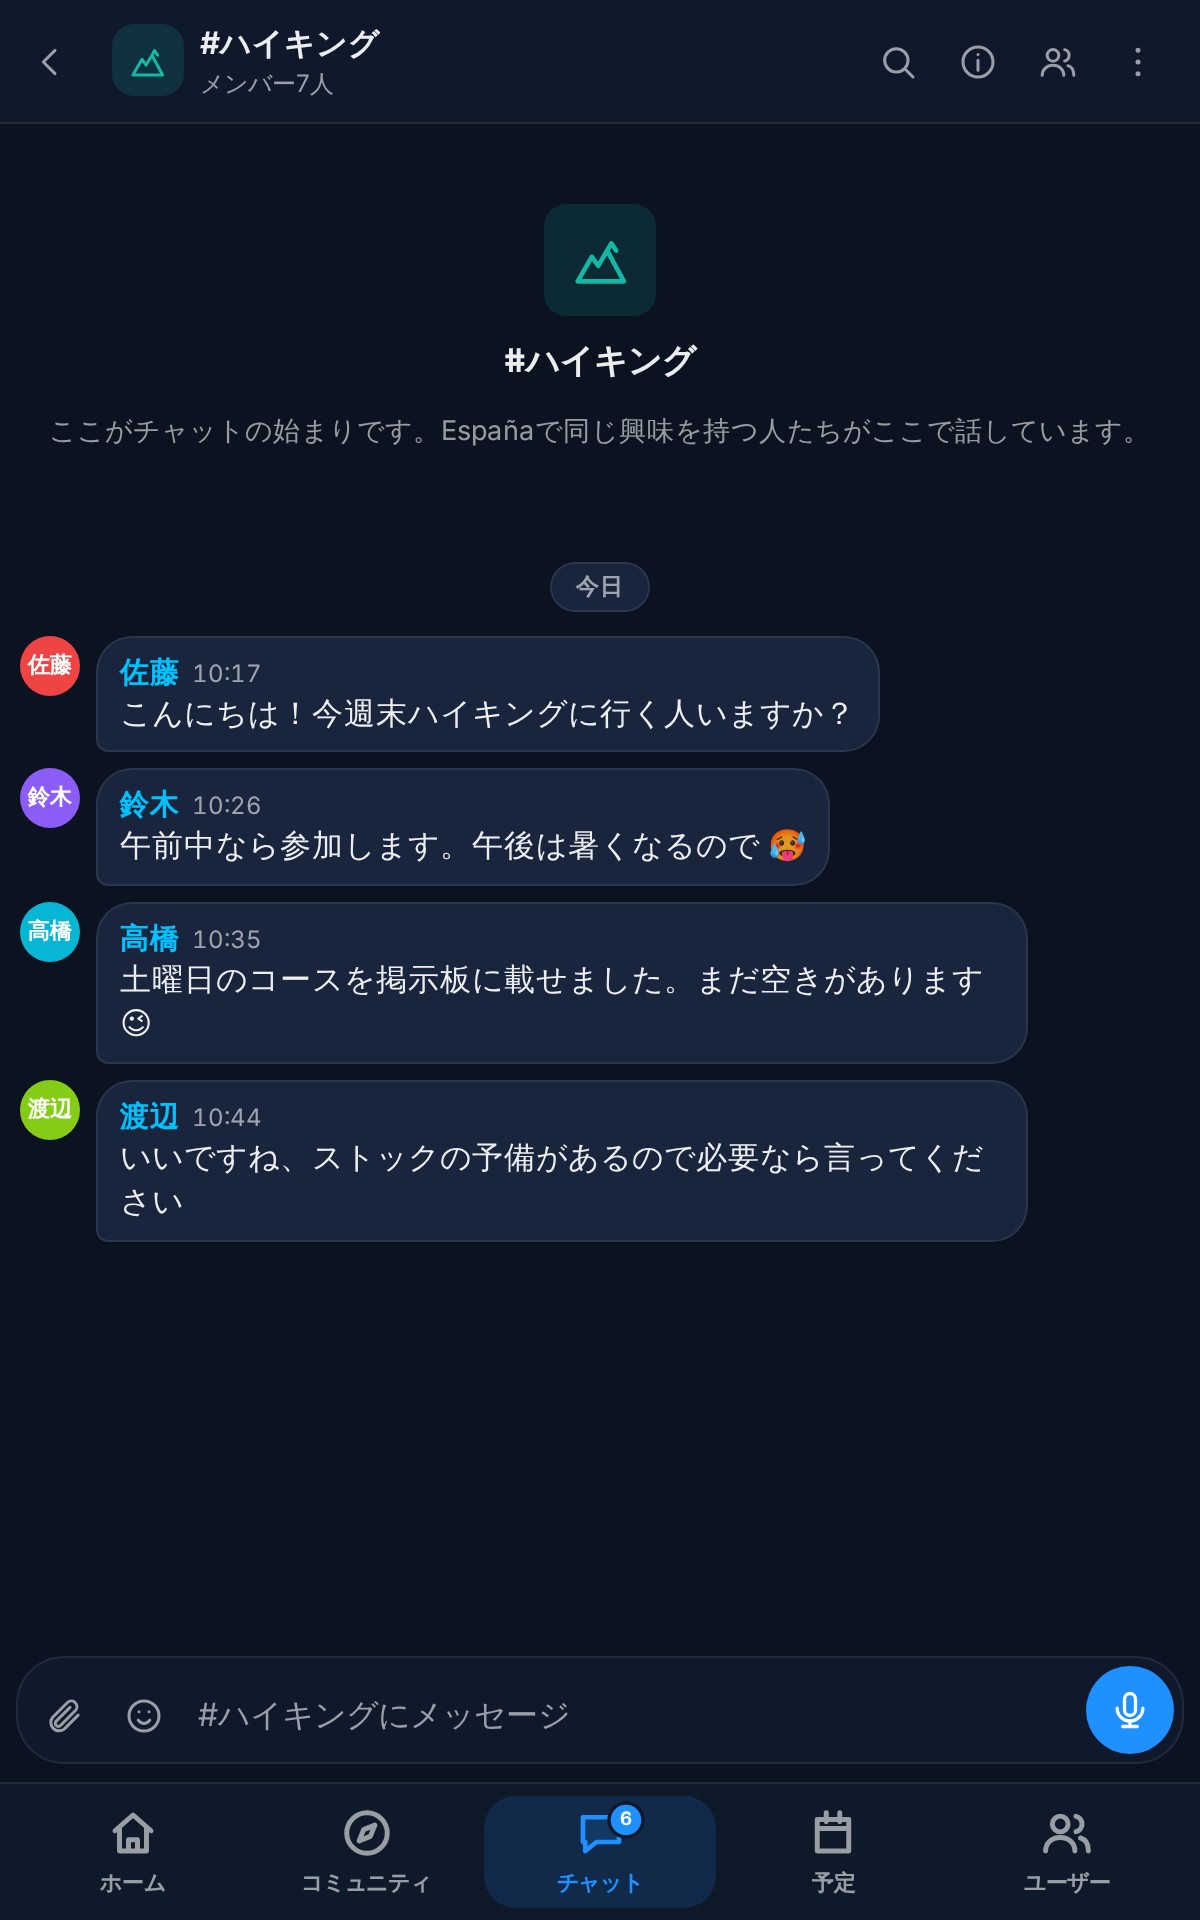 #ハイキング
メンバー7人
#ハイキング
ここがチャットの始まりです。Españaで同じ興味を持つ人たちがここで話しています。
今日
佐藤
佐藤 10:17
こんにちは！今週末ハイキングに行く人いますか？
鈴木
鈴木 10:26
午前中なら参加します。午後は暑くなるので 🥵
高橋
高橋 10:35
土曜日のコースを掲示板に載せました。まだ空きがあります
😉
渡辺
渡辺 10:44
いいですね、ストックの予備があるので必要なら言ってくだ
さい
#ハイキングにメッセージ
6
ホーム
コミュニティ
チャット
予定
ユーザー